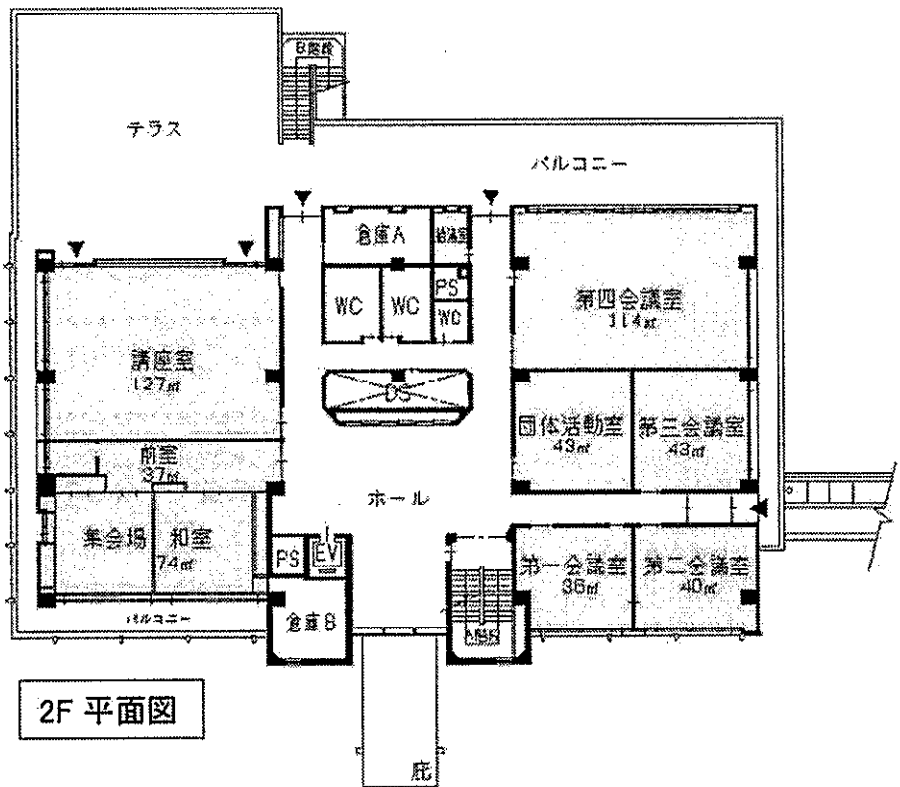 B階段
テラス
バルコニー
倉庫A
給湯室
WC
WC
PS
WC
第四会議室
114㎡
講座室
127㎡
DS
団体活動室
43㎡
第三会議室
43㎡
前室
37㎡
ホール
集会場
和室
74㎡
PS
EV
第一会議室
36㎡
第二会議室
40㎡
バルコニー
倉庫B
A階段
2F 平面図
庇